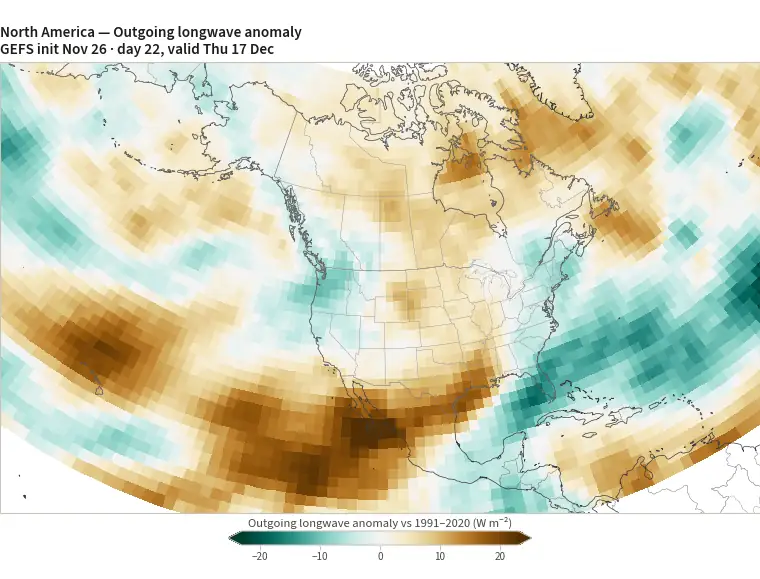 North America — Outgoing longwave anomaly
GEFS init Nov 26 · day 22, valid Thu 17 Dec
Outgoing longwave anomaly vs 1991–2020 (W m⁻²)
−20 −10 0 10 20